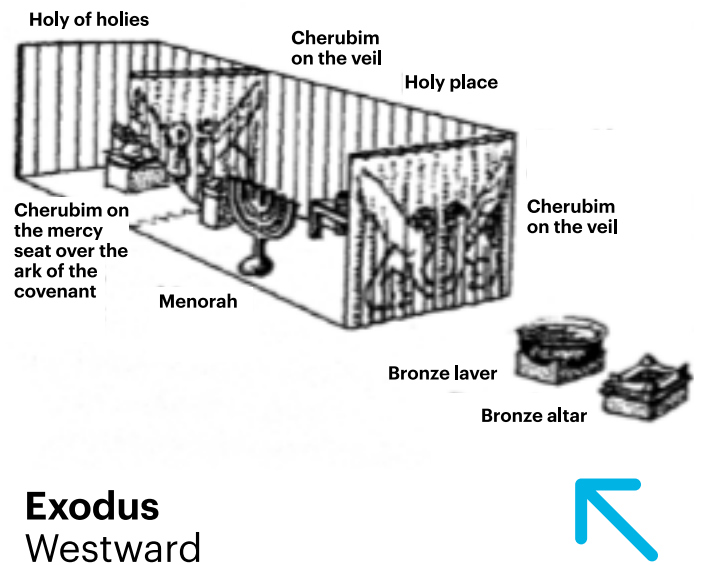 Holy of holies
Cherubim
on the veil
Holy place
Cherubim on
the mercy
seat over the
ark of the
covenant
Cherubim
on the veil
Menorah
Bronze laver
Bronze altar
Exodus
Westward